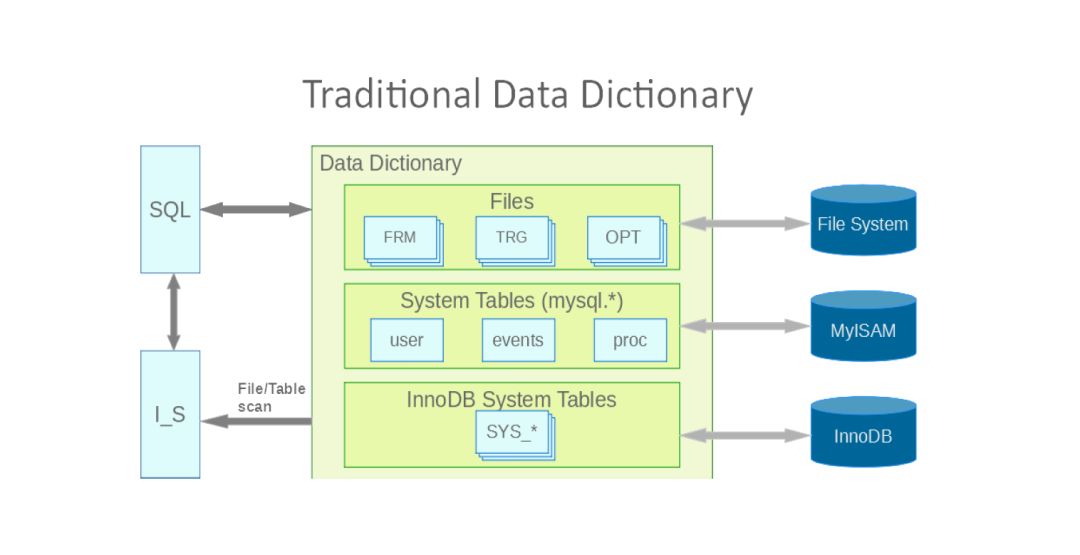 Traditional Data Dictionary
Data Dictionary
SQL
Files
FRM
TRG
OPT
File System
System Tables (mysql.*)
user
events
proc
MyISAM
I_S
File/Table
scan
InnoDB System Tables
SYS_*
InnoDB